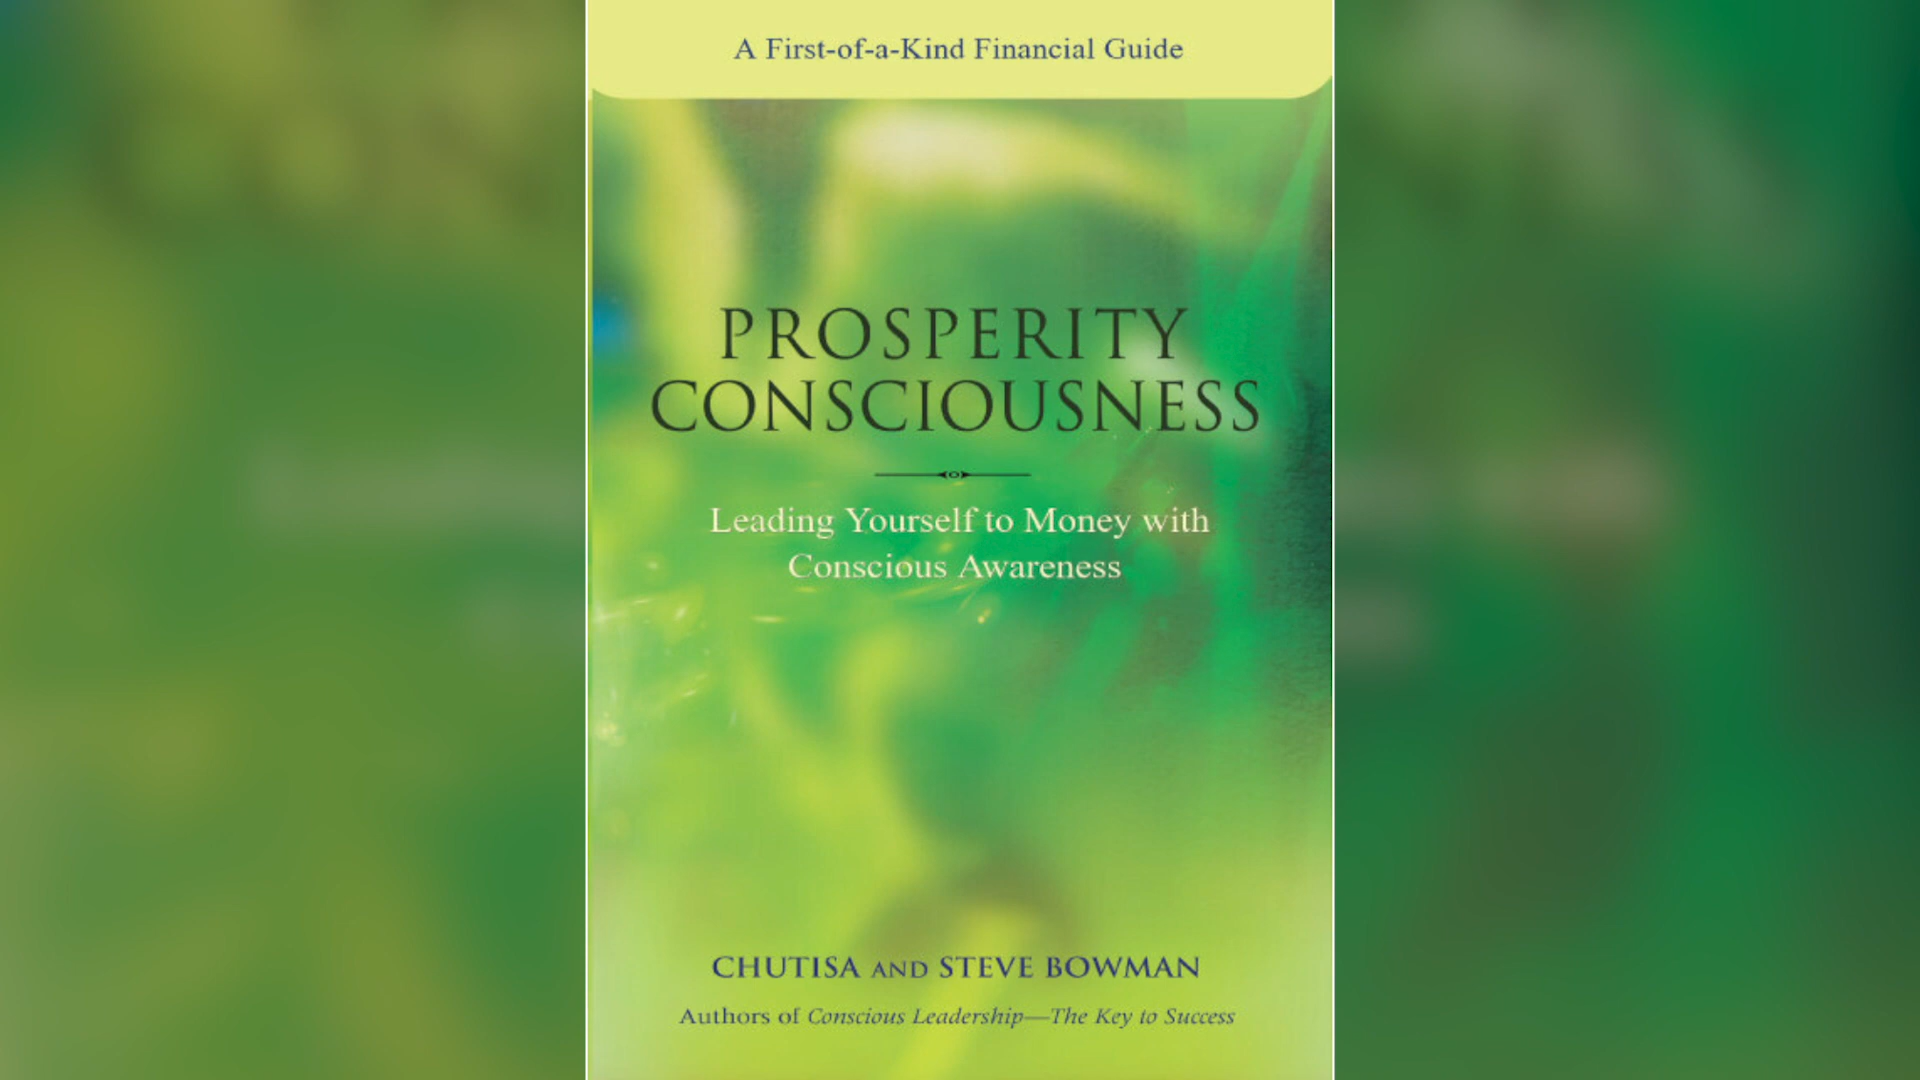 A First-of-a-Kind Financial Guide
PROSPERITY
CONSCIOUSNESS
Leading Yourself to Money with
Conscious Awareness
CHUTISA AND STEVE BOWMAN
Authors of Conscious Leadership—The Key to Success